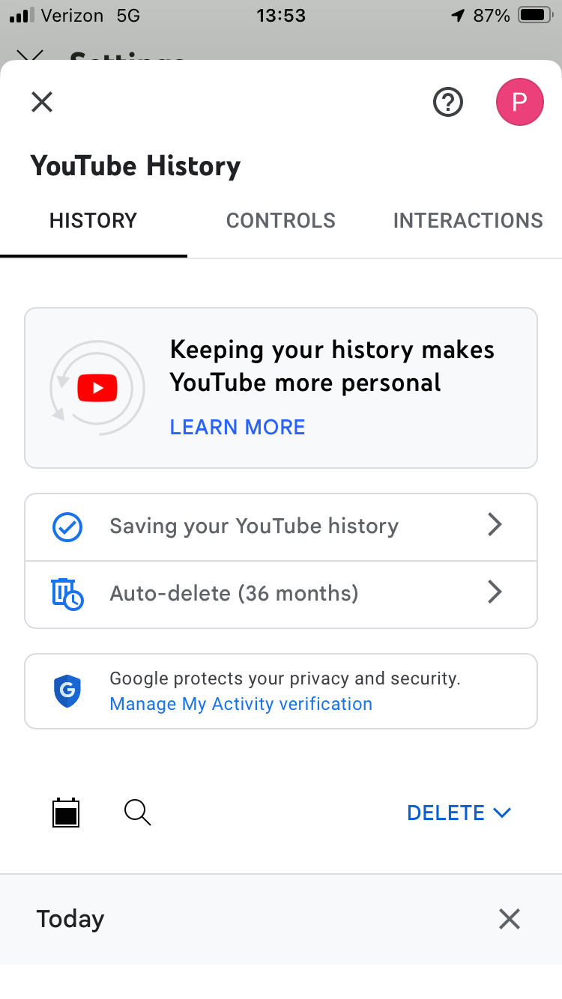 Verizon 5G 13:53 87%
Settings
P
YouTube History
HISTORY CONTROLS INTERACTIONS
Keeping your history makes
YouTube more personal
LEARN MORE
Saving your YouTube history
Auto-delete (36 months)
G
Google protects your privacy and security.
Manage My Activity verification
DELETE
Today